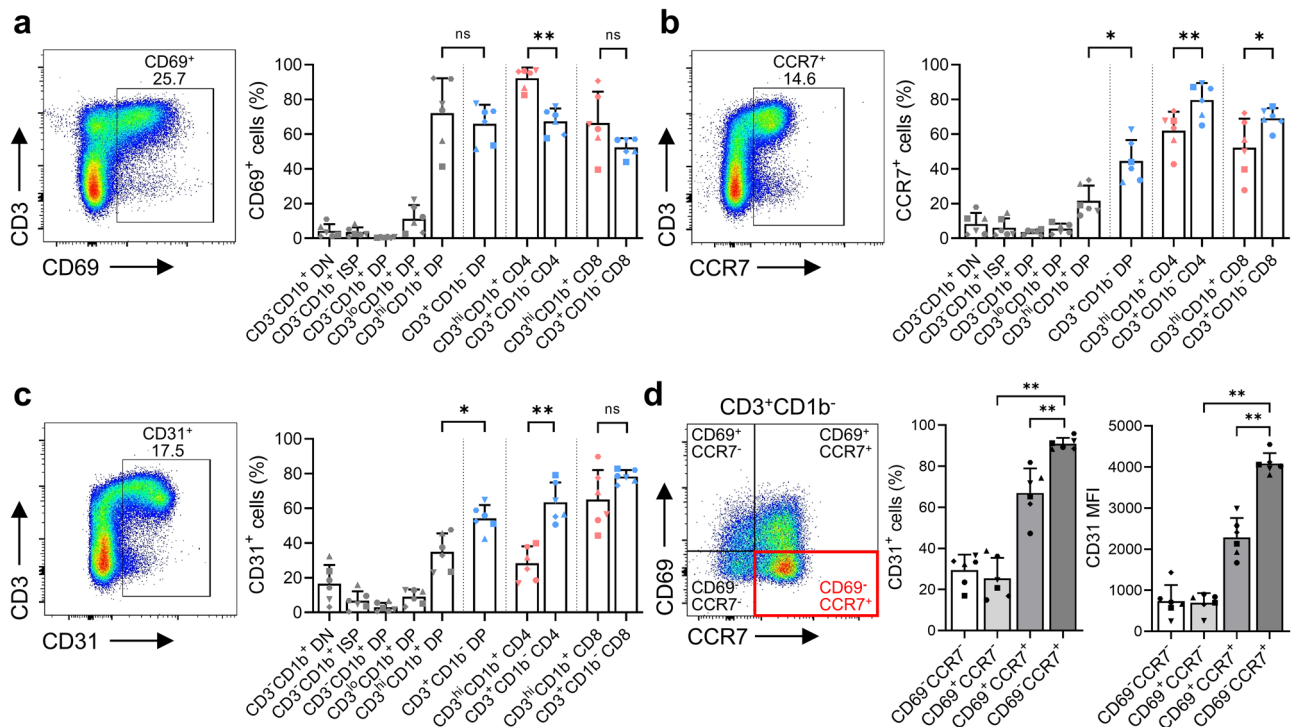 a
CD69⁺
25.7
CD3
CD69
CD69⁺ cells (%)
100
80
60
40
20
0
ns
**
ns
CD3⁻CD1b⁺ DN
CD3⁻CD1b⁺ ISP
CD3⁻CD1b⁺ DP
CD3ˡᵒCD1b⁺ DP
CD3ʰⁱCD1b⁺ DP
CD3⁺CD1b⁻ DP
CD3ʰⁱCD1b⁺ CD4
CD3⁺CD1b⁻ CD4
CD3ʰⁱCD1b⁺ CD8
CD3⁺CD1b⁻ CD8
b
CCR7⁺
14.6
CD3
CCR7
CCR7⁺ cells (%)
100
80
60
40
20
0
*
**
*
CD3⁻CD1b⁺ DN
CD3⁻CD1b⁺ ISP
CD3⁻CD1b⁺ DP
CD3ˡᵒCD1b⁺ DP
CD3ʰⁱCD1b⁺ DP
CD3⁺CD1b⁻ DP
CD3ʰⁱCD1b⁺ CD4
CD3⁺CD1b⁻ CD4
CD3ʰⁱCD1b⁺ CD8
CD3⁺CD1b⁻ CD8
c
CD31⁺
17.5
CD3
CD31
CD31⁺ cells (%)
100
80
60
40
20
0
*
**
ns
CD3⁻CD1b⁺ DN
CD3⁻CD1b⁺ ISP
CD3⁻CD1b⁺ DP
CD3ˡᵒCD1b⁺ DP
CD3ʰⁱCD1b⁺ DP
CD3⁺CD1b⁻ DP
CD3ʰⁱCD1b⁺ CD4
CD3⁺CD1b⁻ CD4
CD3ʰⁱCD1b⁺ CD8
CD3⁺CD1b⁻ CD8
d
CD3⁺CD1b⁻
CD69⁺
CCR7⁻
CD69⁺
CCR7⁺
CD69⁻
CCR7⁻
CD69⁻
CCR7⁺
CD69
CCR7
CD31⁺ cells (%)
100
80
60
40
20
0
**
**
CD69⁻CCR7⁻
CD69⁺CCR7⁻
CD69⁺CCR7⁺
CD69⁻CCR7⁺
CD31 MFI
5000
4000
3000
2000
1000
0
**
**
CD69⁻CCR7⁻
CD69⁺CCR7⁻
CD69⁺CCR7⁺
CD69⁻CCR7⁺